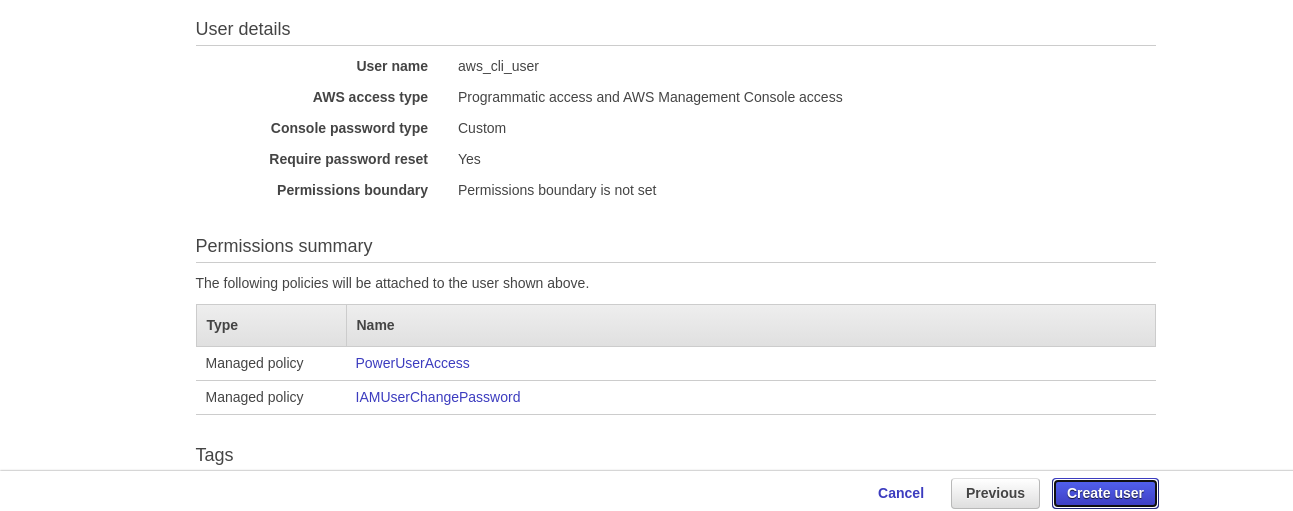 User details
User name aws_cli_user
AWS access type Programmatic access and AWS Management Console access
Console password type Custom
Require password reset Yes
Permissions boundary Permissions boundary is not set
Permissions summary
The following policies will be attached to the user shown above.
Type Name
Managed policy PowerUserAccess
Managed policy IAMUserChangePassword
Tags
Cancel Previous Create user